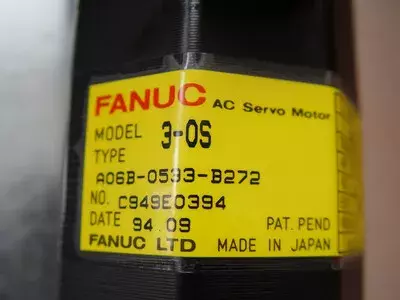 FANUC AC Servo Motor
MODEL 3-0S
TYPE
A06B-0533-B272
NO. C949E0394
DATE 94.09 PAT. PEND
FANUC LTD MADE IN JAPAN